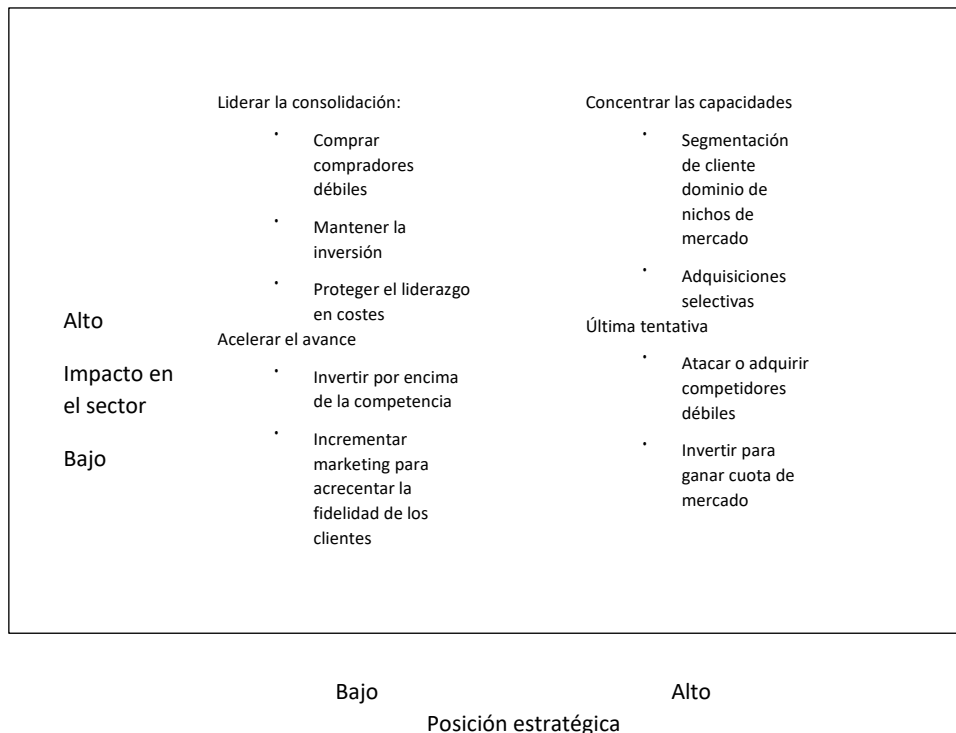 Liderar la consolidación:
· Comprar
compradores
débiles
· Mantener la
inversión
· Proteger el liderazgo
en costes
Concentrar las capacidades
· Segmentación
de cliente
dominio de
nichos de
mercado
· Adquisiciones
selectivas
Alto
Impacto en
el sector
Bajo
Acelerar el avance
· Invertir por encima
de la competencia
· Incrementar
marketing para
acrecentar la
fidelidad de los
clientes
Última tentativa
· Atacar o adquirir
competidores
débiles
· Invertir para
ganar cuota de
mercado
Bajo
Alto
Posición estratégica